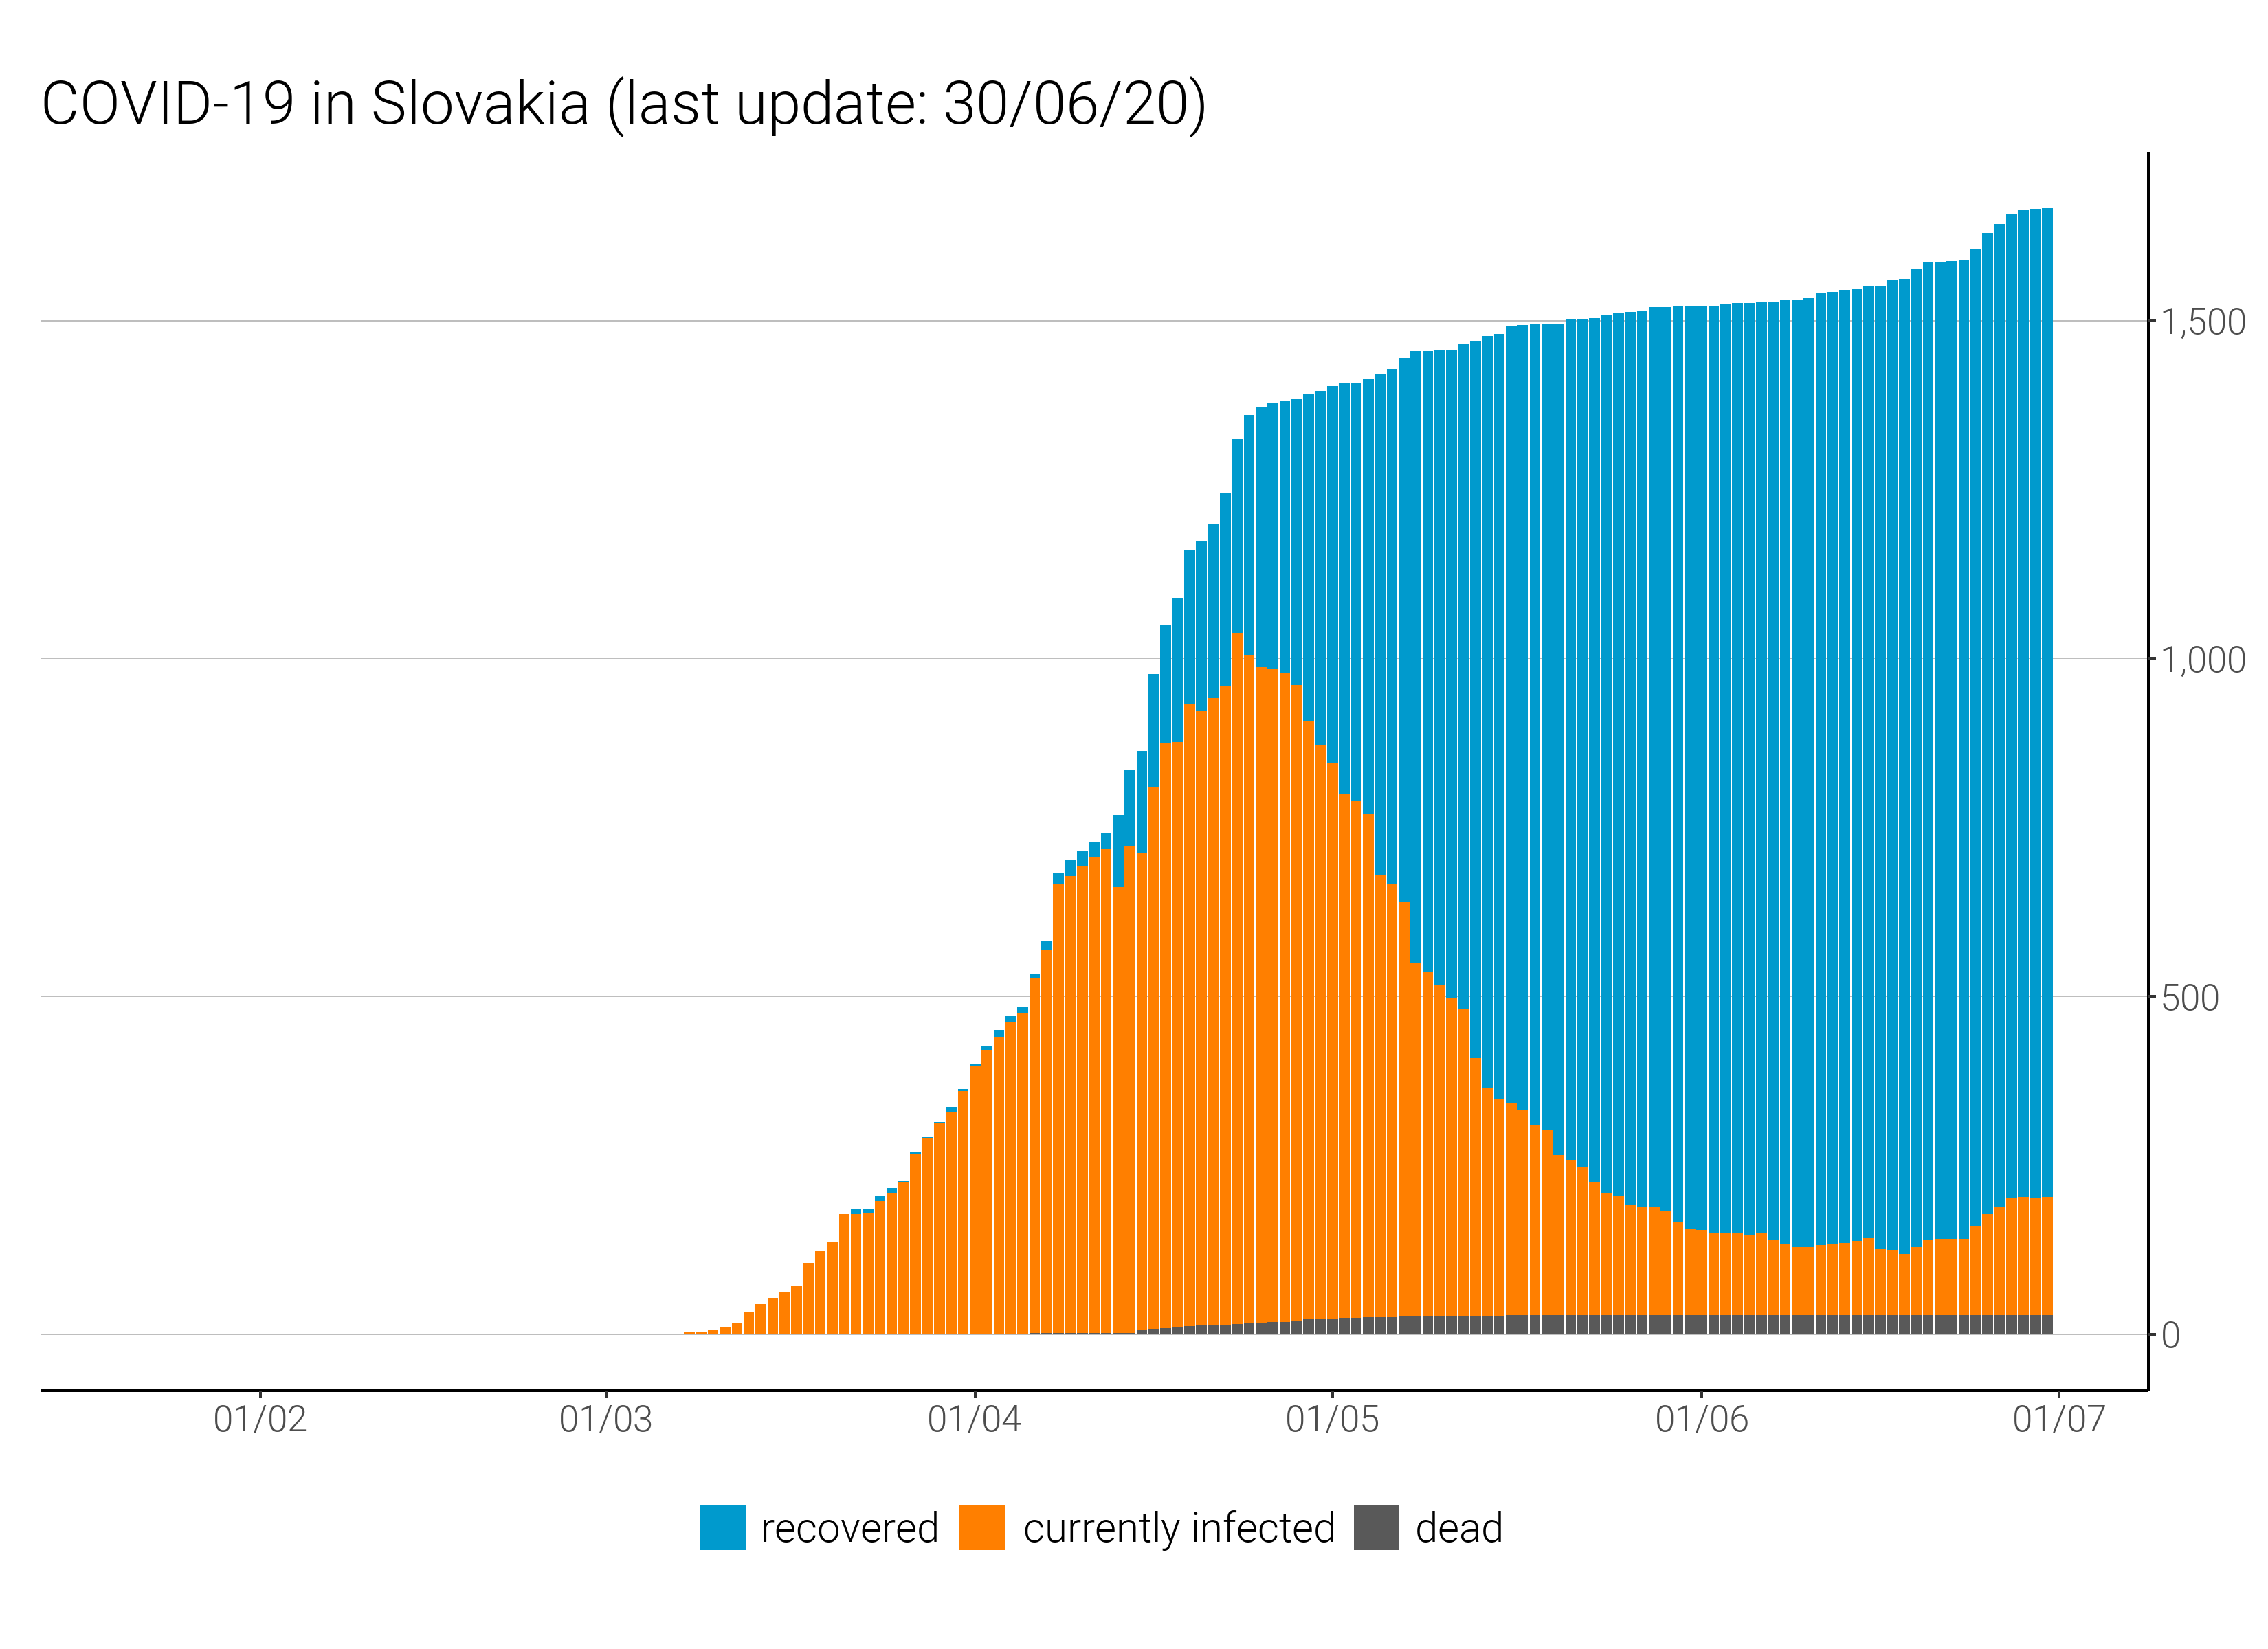 COVID-19 in Slovakia (last update: 30/06/20)
1,500
1,000
500
0
01/02 01/03 01/04 01/05 01/06 01/07
recovered currently infected dead